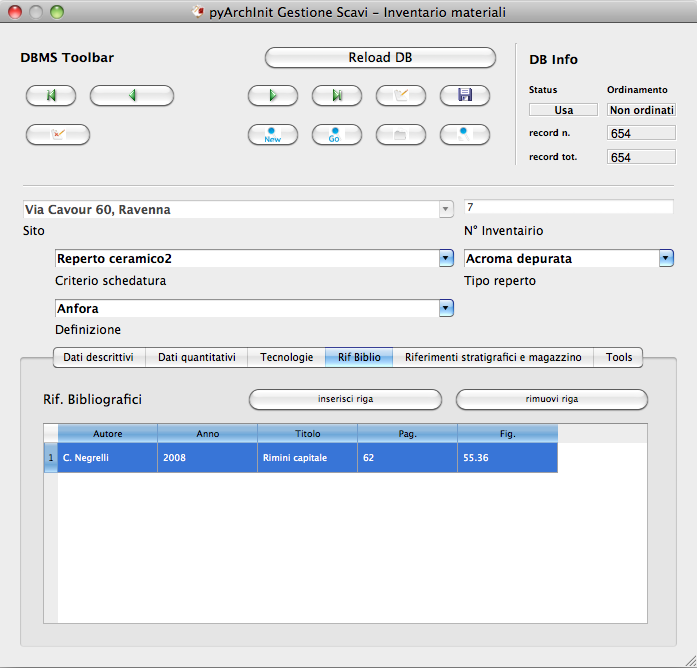 pyArchInit Gestione Scavi - Inventario materiali
DBMS Toolbar
Reload DB
DB Info
Status
Ordinamento
Usa
Non ordinati
record n.
654
record tot.
654
New
Go
Via Cavour 60, Ravenna
7
Sito
N° Inventairio
Reperto ceramico2
Acroma depurata
Criterio schedatura
Tipo reperto
Anfora
Definizione
Dati descrittivi
Dati quantitativi
Tecnologie
Rif Biblio
Riferimenti stratigrafici e magazzino
Tools
Rif. Bibliografici
inserisci riga
rimuovi riga
Autore
Anno
Titolo
Pag.
Fig.
1
C. Negrelli
2008
Rimini capitale
62
55.36